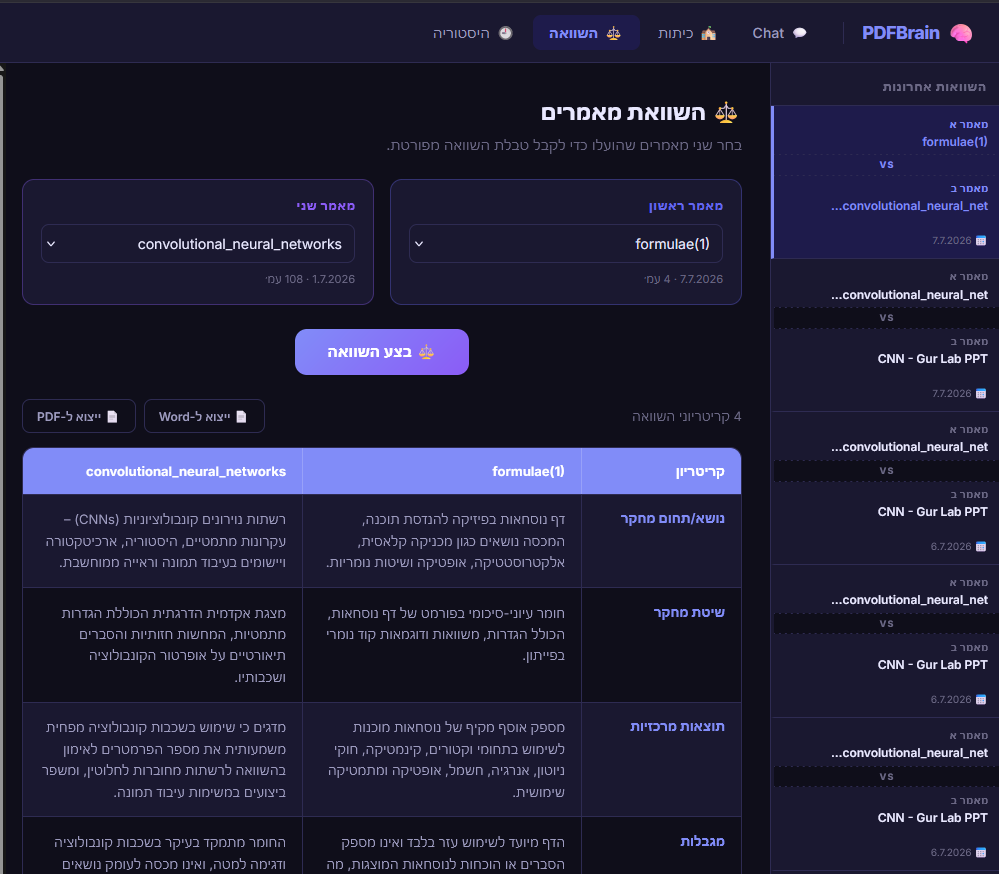 PDFBrain
Chat
כיתות
השוואה
היסטוריה
השוואות אחרונות
מאמר א
formulae(1)
vs
מאמר ב
convolutional_neural_net...
7.7.2026
מאמר א
convolutional_neural_net...
vs
מאמר ב
CNN - Gur Lab PPT
7.7.2026
מאמר א
convolutional_neural_net...
vs
מאמר ב
CNN - Gur Lab PPT
6.7.2026
מאמר א
convolutional_neural_net...
vs
מאמר ב
CNN - Gur Lab PPT
6.7.2026
מאמר א
convolutional_neural_net...
vs
מאמר ב
CNN - Gur Lab PPT
6.7.2026
השוואת מאמרים
בחר שני מאמרים שהועלו כדי לקבל טבלת השוואה מפורטת.
מאמר ראשון
formulae(1)
7.7.2026 · 4 עמ׳
מאמר שני
convolutional_neural_networks
1.7.2026 · 108 עמ׳
בצע השוואה
4 קריטריוני השוואה
ייצוא ל-Word
ייצוא ל-PDF
קריטריון
formulae(1)
convolutional_neural_networks
נושא/תחום מחקר
דף נוסחאות בפיזיקה להנדסת תוכנה,
המכסה נושאים כגון מכניקה קלאסית,
אלקטרוסטטיקה, אופטיקה ושיטות נומריות.
רשתות נוירונים קונבולוציוניות (CNNs) –
עקרונות מתמטיים, היסטוריה, ארכיטקטורה
ויישומים בעיבוד תמונה וראייה ממוחשבת.
שיטת מחקר
חומר עיוני-סיכומי בפורמט של דף נוסחאות,
הכולל הגדרות, משוואות ודוגמאות קוד נומרי
בפייתון.
מצגת אקדמית הדרגתית הכוללת הגדרות
מתמטיות, המחשות חזותיות והסברים
תיאורטיים על אופרטור הקונבולוציה
ושכבותיו.
תוצאות מרכזיות
מספק אוסף מקיף של נוסחאות מוכנות
לשימוש בתחומי וקטורים, קינמטיקה, חוקי
ניוטון, אנרגיה, חשמל, אופטיקה ומתמטיקה
שימושית.
מדגים כי שימוש בשכבות קונבולוציה מפחית
משמעותית את מספר הפרמטרים לאימון
בהשוואה לרשתות מחוברות לחלוטין, ומשפר
ביצועים במשימות עיבוד תמונה.
מגבלות
הדף מיועד לשימוש עזר בלבד ואינו מספק
הסברים או הוכחות לנוסחאות המוצגות, מה
החומר מתמקד בעיקר בשכבות קונבולוציה
ודגימה למטה, ואינו מכסה לעומק נושאים